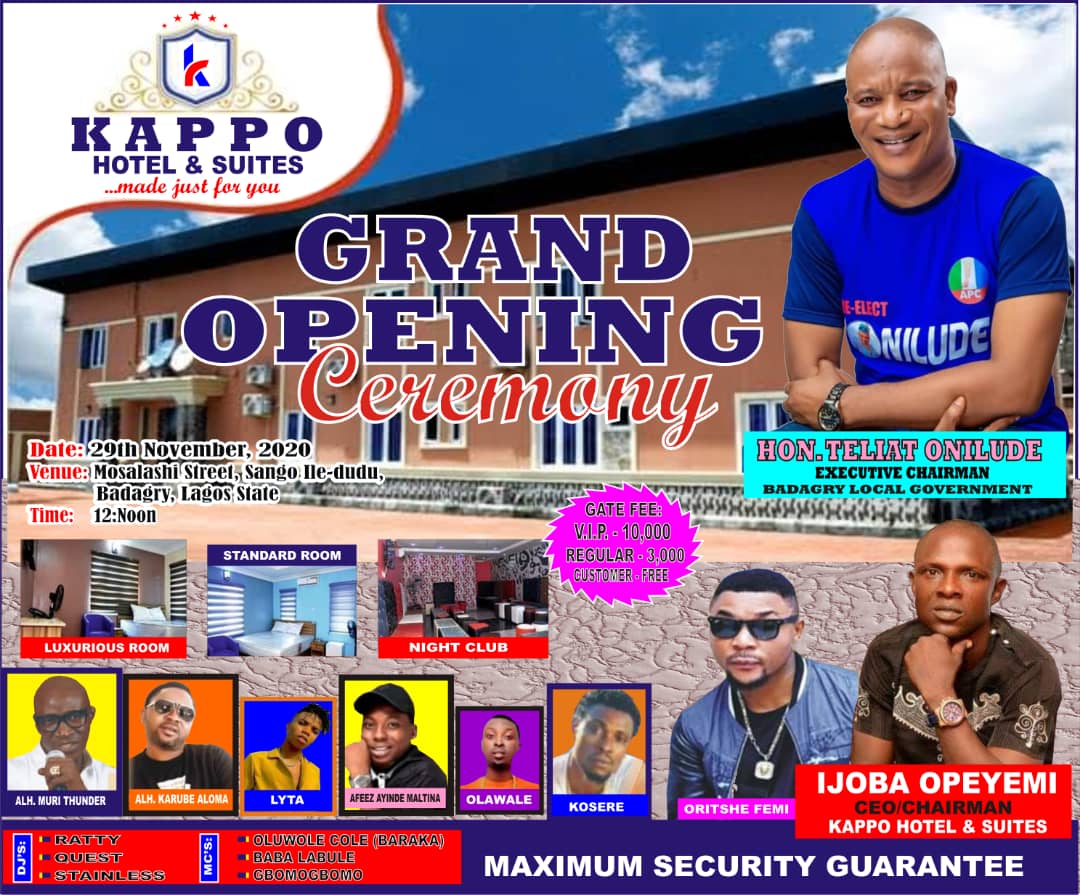 KAPPO
HOTEL & SUITES
...made just for you
GRAND
OPENING
Ceremony
APC
RE-ELECT
ONILUDE
HON. TELIAT ONILUDE
EXECUTIVE CHAIRMAN
BADAGRY LOCAL GOVERNMENT
Date: 29th November, 2020
Venue: Mosalashi Street, Sango Ile-dudu,
Badagry, Lagos State
Time: 12:Noon
GATE FEE:
V.I.P. - 10,000
REGULAR - 3,000
CUSTOMER - FREE
LUXURIOUS ROOM
STANDARD ROOM
NIGHT CLUB
ALH. MURI THUNDER
ALH. KARUBE ALOMA
LYTA
AFEEZ AYINDE MALTINA
OLAWALE
KOSERE
ORITSHE FEMI
IJOBA OPEYEMI
CEO/CHAIRMAN
KAPPO HOTEL & SUITES
DJ'S:
RATTY
QUEST
STAINLESS
MC'S:
OLUWOLE COLE (BARAKA)
BABA LABULE
GBOMOGBOMO
MAXIMUM SECURITY GUARANTEE